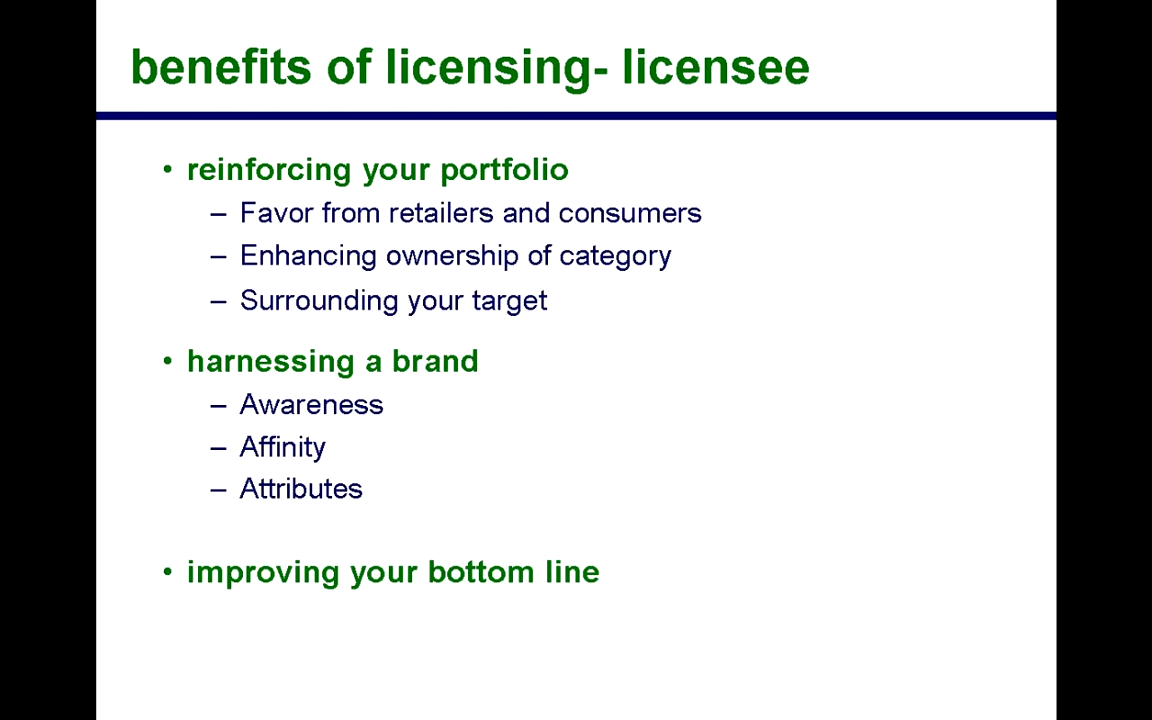 benefits of licensing- licensee
• reinforcing your portfolio
– Favor from retailers and consumers
– Enhancing ownership of category
– Surrounding your target
• harnessing a brand
– Awareness
– Affinity
– Attributes
• improving your bottom line